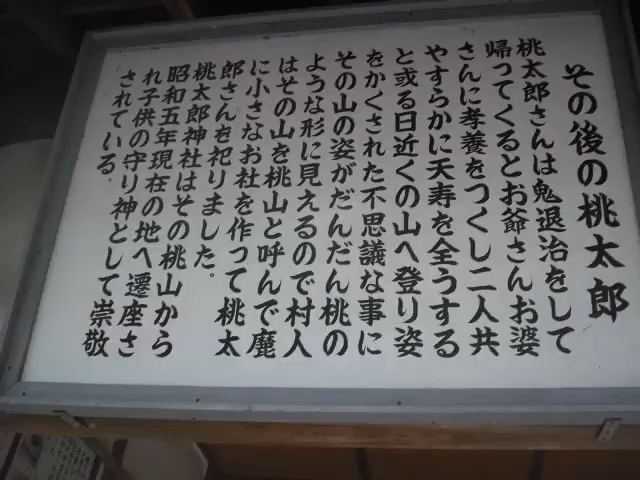 その後の桃太郎
桃太郎さんは鬼退治をして
帰ってくるとお爺さんお婆
さんに孝養をつくし二人共
やすらかに天寿を全うする
と或る日近くの山へ登り姿
をかくされた不思議な事に
その山の姿がだんだん桃の
ような形に見えるので村人
はその山を桃山と呼んで麓
に小さなお社を作って桃太
郎さんを祀りました。
桃太郎神社はその桃山から
昭和五年現在の地へ遷座さ
れ子供の守り神として崇敬
されている。